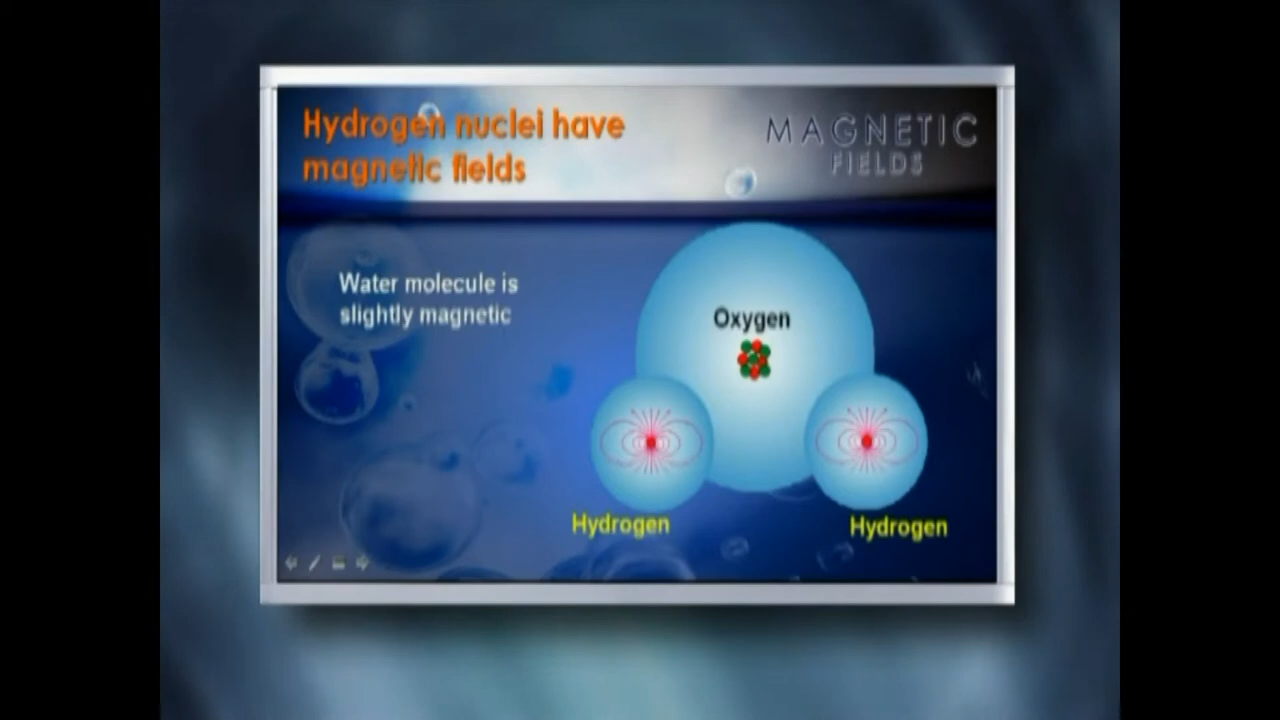 Hydrogen nuclei have
magnetic fields
MAGNETIC
FIELDS
Water molecule is
slightly magnetic
Oxygen
Hydrogen
Hydrogen